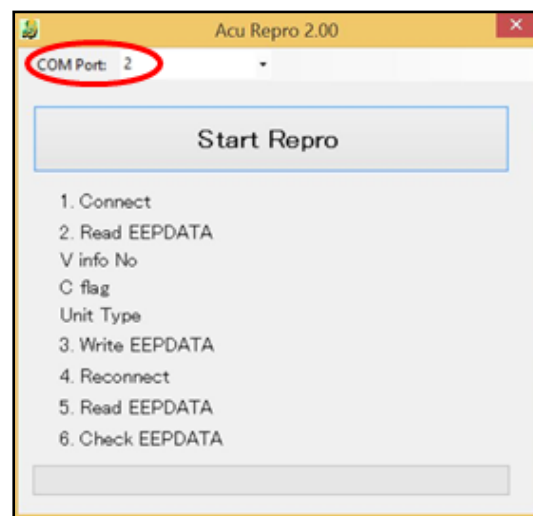 Acu Repro 2.00
COM Port: 2
Start Repro
1. Connect
2. Read EEPDATA
V info No
C flag
Unit Type
3. Write EEPDATA
4. Reconnect
5. Read EEPDATA
6. Check EEPDATA